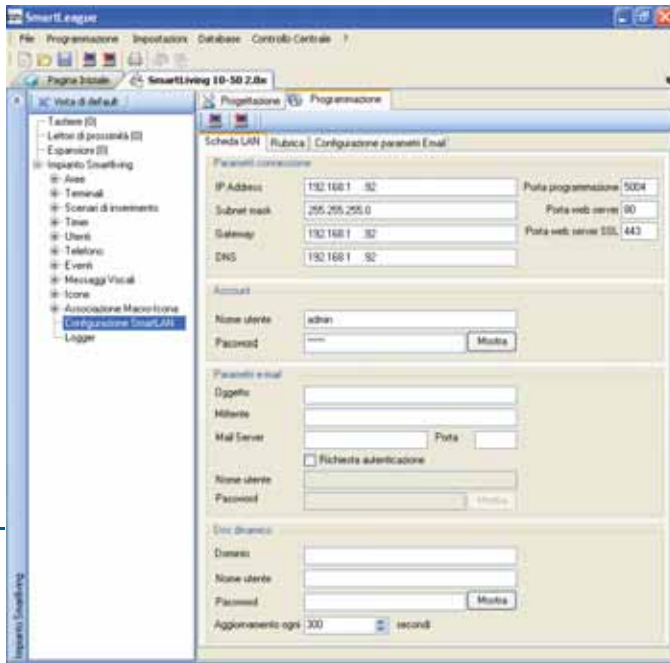 SmartLeague
File Programmazione Impostazioni Database Controllo Centrale ?
Pagina Iniziale SmartLiving 10-50 2.0x
Vista di default
Progettazione Programmazione
Tastiere (0)
Lettori di prossimità (0)
Espansioni (0)
Impianto Smartliving
Aree
Terminali
Scenari di inserimento
Timer
Utenti
Telefono
Eventi
Messaggi Vocali
Icone
Associazione Macro-Icona
Configurazione SmartLAN
Logger
Impianto Smartliving
Scheda LAN Rubrica Configurazione parametri Email
Parametri connessione
IP Address 192.168.1 .92 Porta programmazione 5004
Subnet mask 255.255.255.0 Porta web server 80
Gateway 192.168.1 .92 Porta web server SSL 443
DNS 192.168.1 .92
Account
Nome utente admin
Password ••••• Mostra
Parametri e-mail
Oggetto
Mittente
Mail Server Porta
Richiesta autenticazione
Nome utente
Password Mostra
Dns dinamico
Dominio
Nome utente
Password Mostra
Aggiornamento ogni 300 secondi